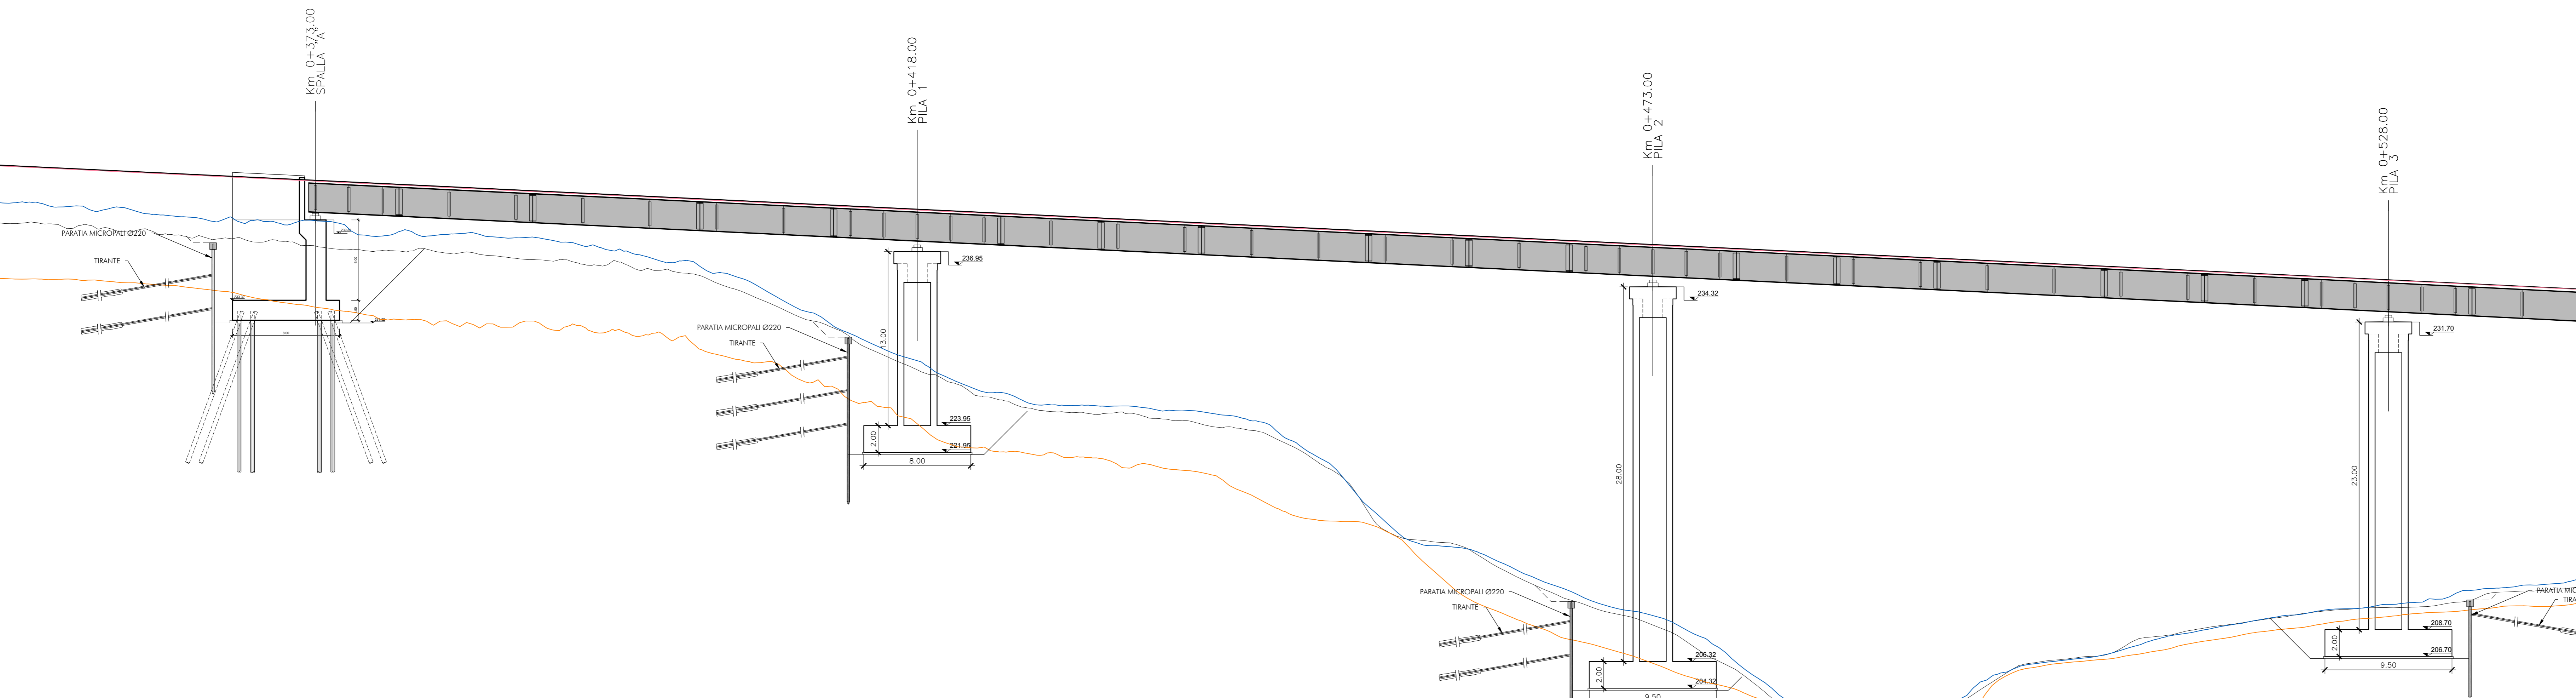 Km 0+373.00
SPALLA "A"
PARATIA MICROPALI Ø220
TIRANTE
Km 0+418.00
PILA 1
236.95
13.00
223.95
2.00
221.95
8.00
PARATIA MICROPALI Ø220
TIRANTE
Km 0+473.00
PILA 2
234.32
28.00
206.32
2.00
204.32
9.50
PARATIA MICROPALI Ø220
TIRANTE
Km 0+528.00
PILA 3
231.70
23.00
208.70
2.00
206.70
9.50
PARATIA MIC
TIRA